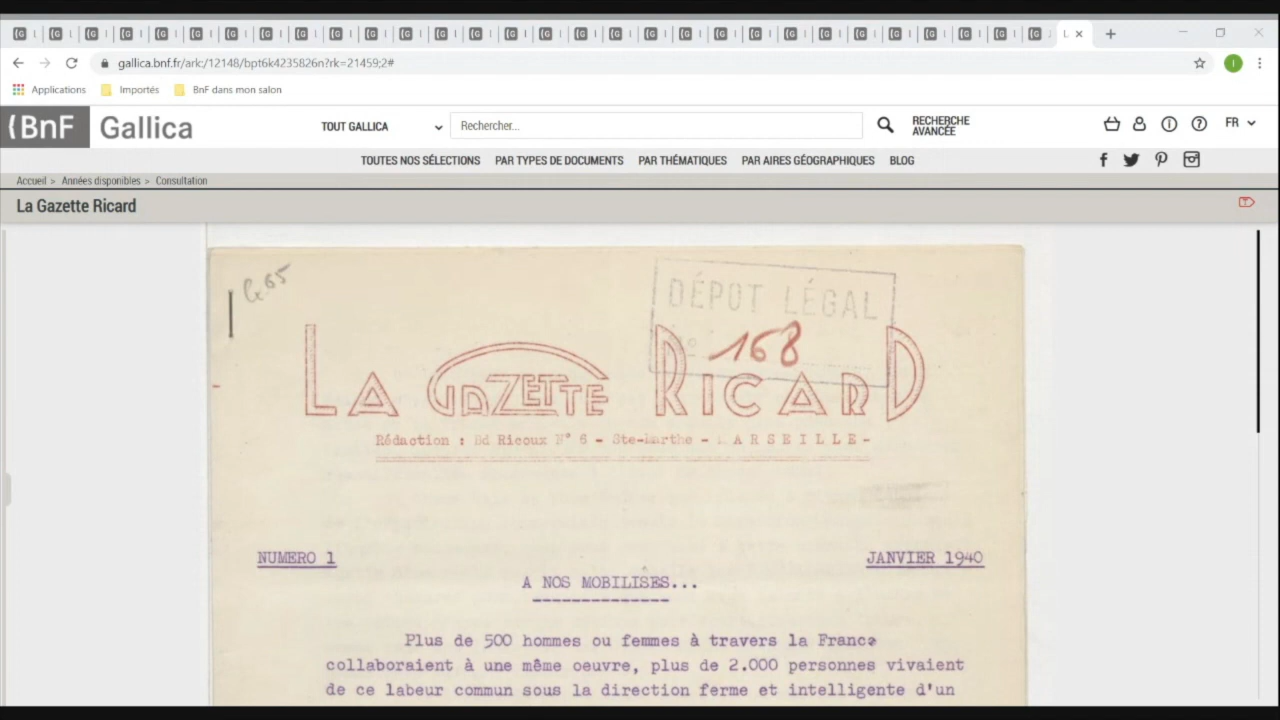 gallica.bnf.fr/ark:/12148/bpt6k4235826n?rk=21459;2#
Applications Importés BnF dans mon salon
BnF Gallica TOUT GALLICA Rechercher... RECHERCHE AVANCÉE FR
TOUTES NOS SÉLECTIONS PAR TYPES DE DOCUMENTS PAR THÉMATIQUES PAR AIRES GÉOGRAPHIQUES BLOG
Accueil > Années disponibles > Consultation
La Gazette Ricard
DÉPOT LÉGAL
168
LA GAZETTE RICARD
Rédaction : Bd Ricoux N° 6 - Ste-Marthe - MARSEILLE-
NUMERO 1 JANVIER 1940
A NOS MOBILISES...
Plus de 500 hommes ou femmes à travers la France
collaboraient à une même oeuvre, plus de 2.000 personnes vivaient
de ce labeur commun sous la direction ferme et intelligente d'un